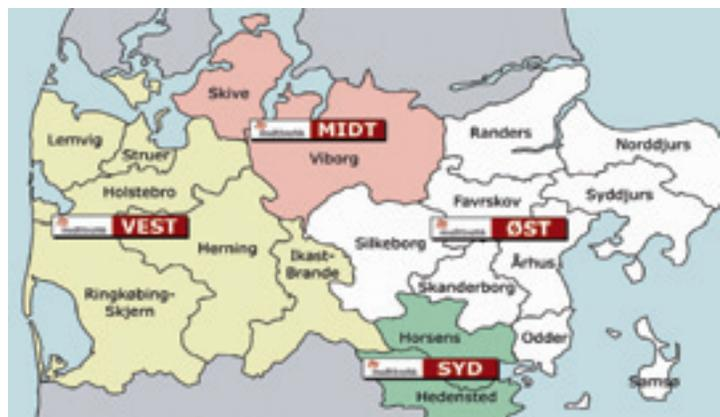 Skive
MIDT
Viborg
Randers
Norddjurs
Lemvig
Struer
Holstebro
Favrskov
Syddjurs
VEST
ØST
Herning
Silkeborg
Ikast-
Brande
Århus
Ringkøbing-
Skjern
Skanderborg
Horsens
Odder
SYD
Samsø
Hedensted